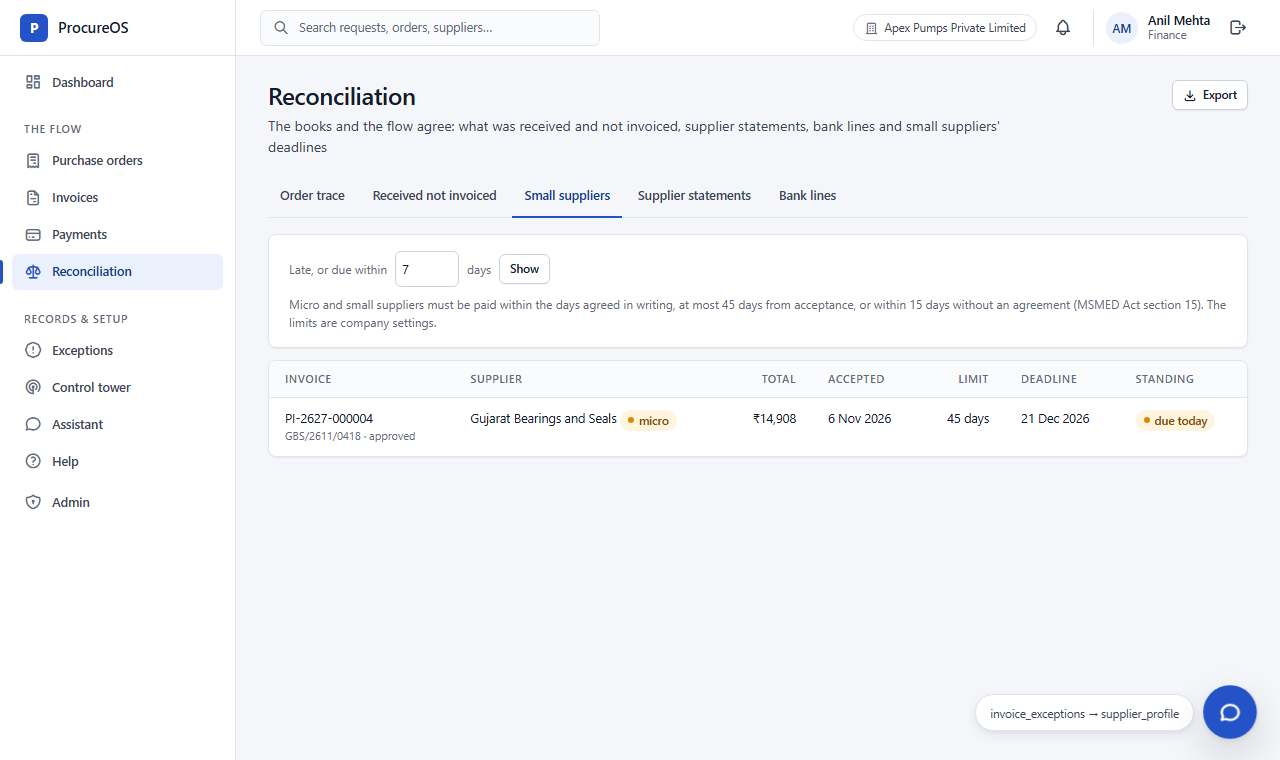 P ProcureOS
Search requests, orders, suppliers...
Apex Pumps Private Limited
AM
Anil Mehta
Finance
Dashboard
THE FLOW
Purchase orders
Invoices
Payments
Reconciliation
RECORDS & SETUP
Exceptions
Control tower
Assistant
Help
Admin
Reconciliation
Export
The books and the flow agree: what was received and not invoiced, supplier statements, bank lines and small suppliers'
deadlines
Order trace Received not invoiced Small suppliers Supplier statements Bank lines
Late, or due within 7 days Show
Micro and small suppliers must be paid within the days agreed in writing, at most 45 days from acceptance, or within 15 days without an agreement (MSMED Act section 15). The
limits are company settings.
INVOICE SUPPLIER TOTAL ACCEPTED LIMIT DEADLINE STANDING
PI-2627-000004 Gujarat Bearings and Seals micro ₹14,908 6 Nov 2026 45 days 21 Dec 2026 due today
GBS/2611/0418 · approved
invoice_exceptions → supplier_profile